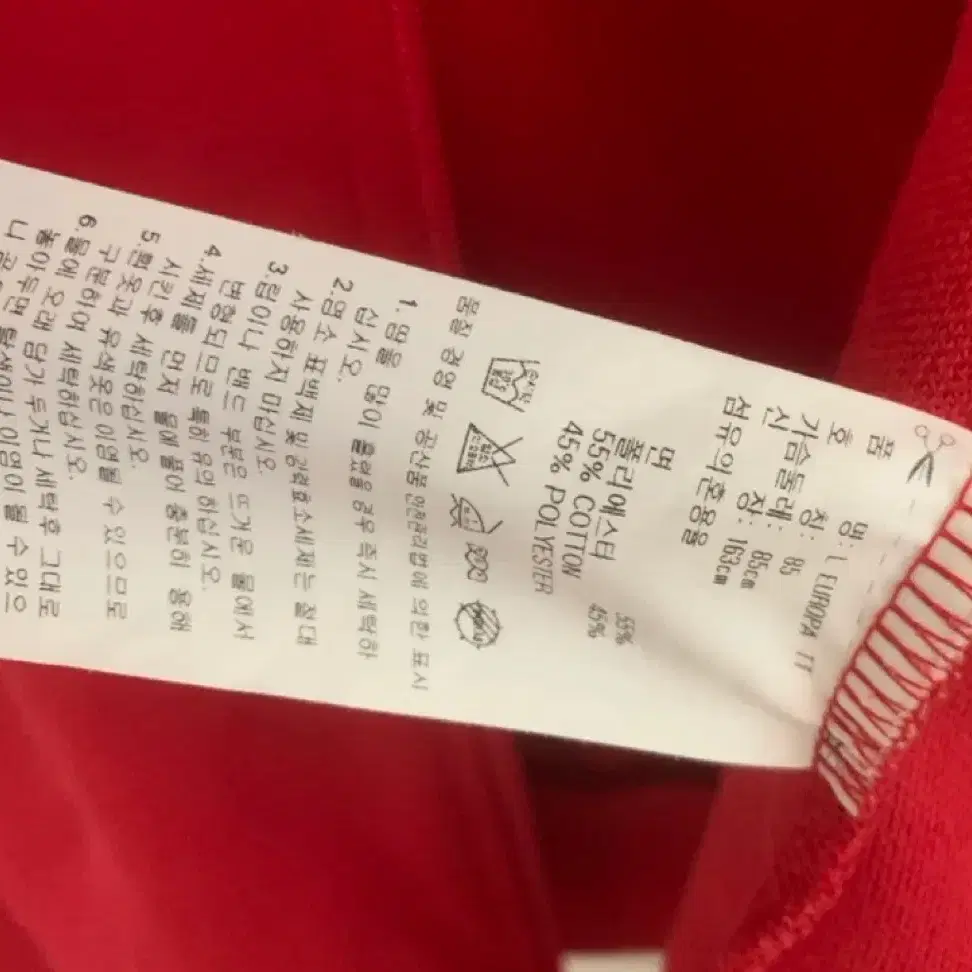 품 명: L EUROPA TT
호 칭: 85
가슴둘레: 85cm
신 장: 163cm
섬유의혼용율
면 55%
폴리에스터 45%
55% COTTON
45% POLYESTER
품질경영 및 공산품안전관리법에 의한 표시
1. 땀을 많이 흘렸을 경우 즉시 세탁하
십시오.
2. 염소 표백제 및 강력효소세제는 절대
사용하지 마십시오.
3. 립이나 밴드 부분은 뜨거운 물에서
변형되므로 특히 유의 하십시오.
4. 세제를 먼저 물에 풀어 충분히 용해
시킨후 세탁하십시오.
5. 흰옷과 유색옷은 이염될 수 있으므로
구분하여 세탁하십시오.
6. 물에 오래 담가 두거나 세탁후 그대로
놓아두면 탈색이나 이염이 될 수 있으
니